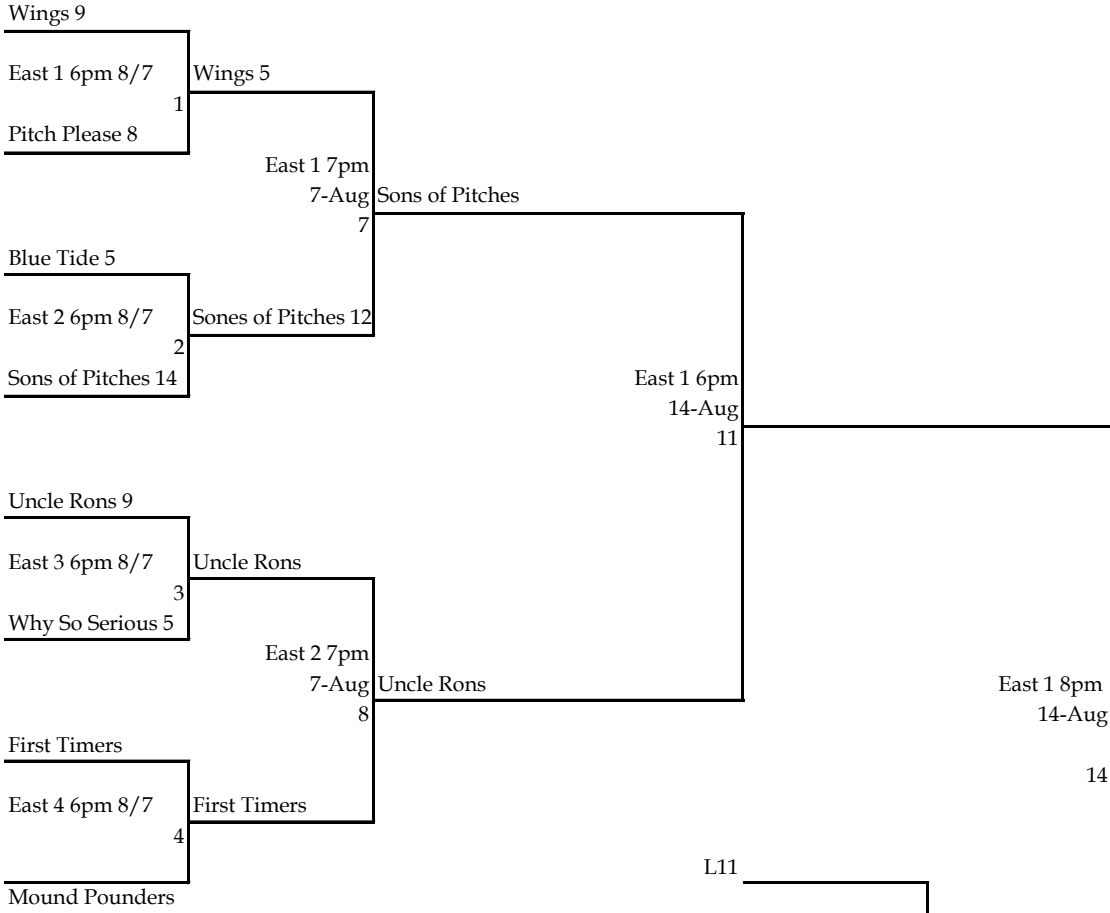 Wings 9
East 1 6pm 8/7
Wings 5
1
Pitch Please 8
East 1 7pm
7-Aug
Sons of Pitches
7
Blue Tide 5
East 2 6pm 8/7
Sones of Pitches 12
2
Sons of Pitches 14
East 1 6pm
14-Aug
11
Uncle Rons 9
East 3 6pm 8/7
Uncle Rons
3
Why So Serious 5
East 2 7pm
7-Aug
Uncle Rons
8
East 1 8pm
14-Aug
14
First Timers
East 4 6pm 8/7
First Timers
4
L11
Mound Pounders